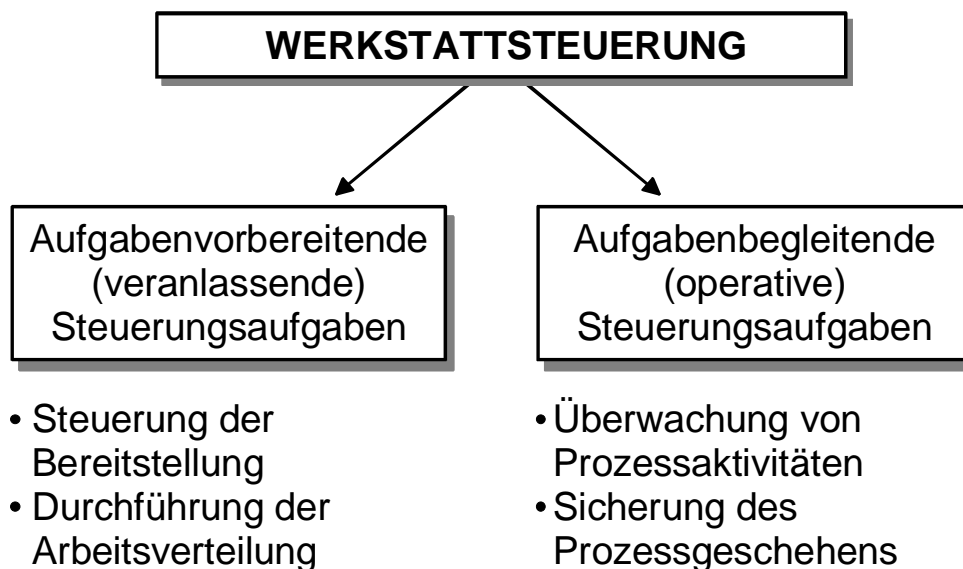 WERKSTATTSTEUERUNG
Aufgabenvorbereitende
(veranlassende)
Steuerungsaufgaben
• Steuerung der
Bereitstellung
• Durchführung der
Arbeitsverteilung
Aufgabenbegleitende
(operative)
Steuerungsaufgaben
• Überwachung von
Prozessaktivitäten
• Sicherung des
Prozessgeschehens